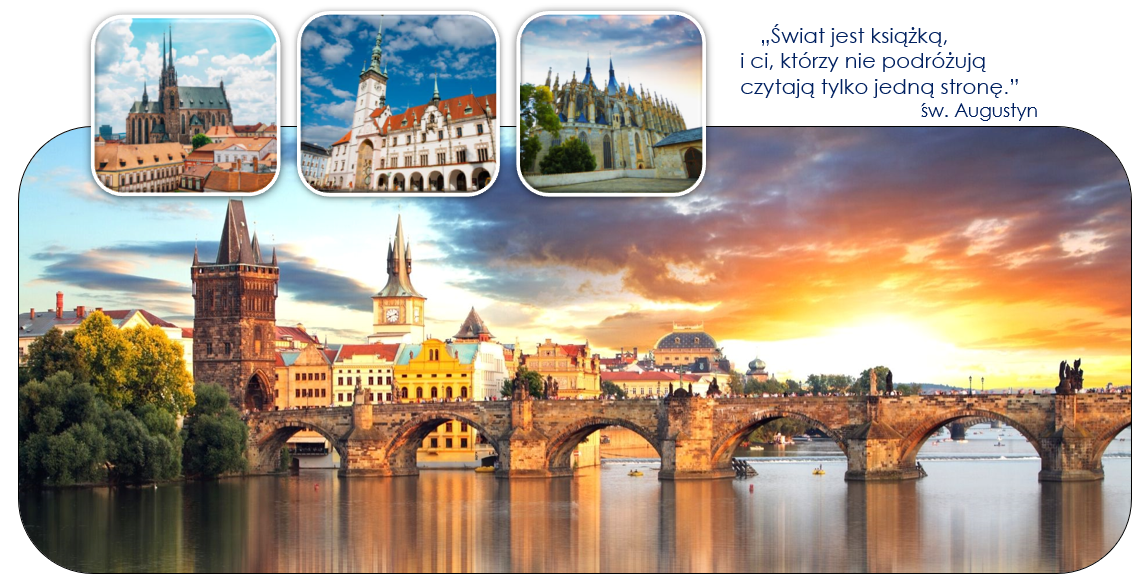 „Świat jest książką,
i ci, którzy nie podróżują
czytają tylko jedną stronę.”
św. Augustyn